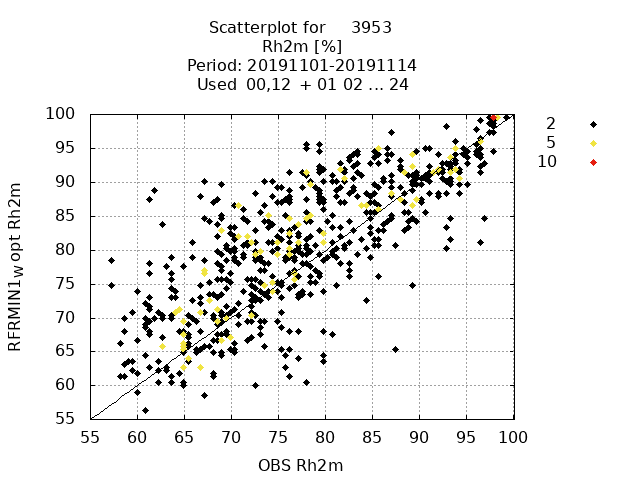 Scatterplot for 3953
Rh2m [%]
Period: 20191101-20191114
Used 00,12 + 01 02 ... 24
2
5
10
100
95
90
85
80
75
70
65
60
55
55 60 65 70 75 80 85 90 95 100
RFRMIN1w opt Rh2m
OBS Rh2m